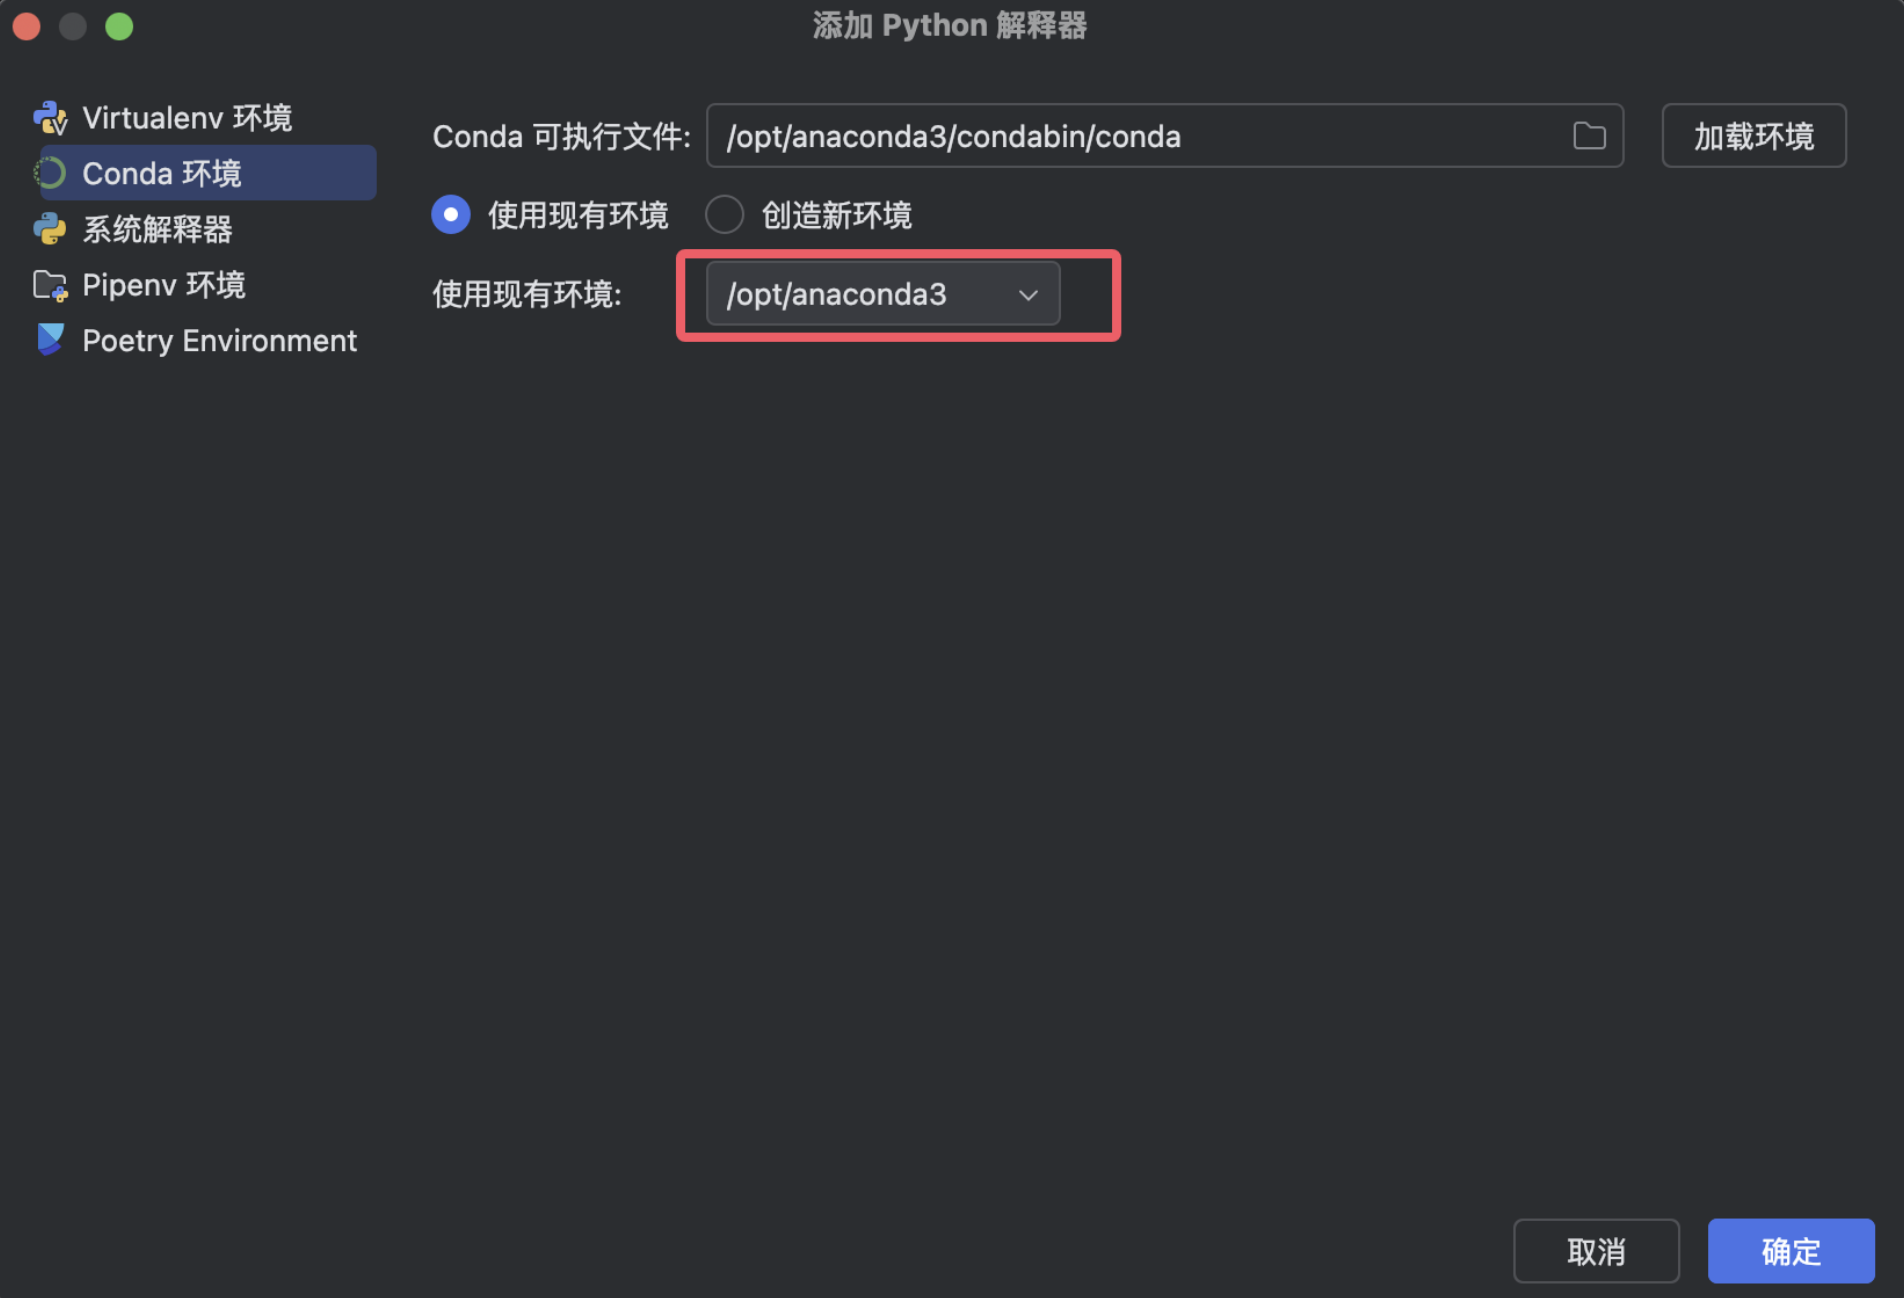 添加 Python 解释器
Virtualenv 环境
Conda 环境
系统解释器
Pipenv 环境
Poetry Environment
Conda 可执行文件: /opt/anaconda3/condabin/conda 加载环境
使用现有环境 创造新环境
使用现有环境: /opt/anaconda3
取消 确定